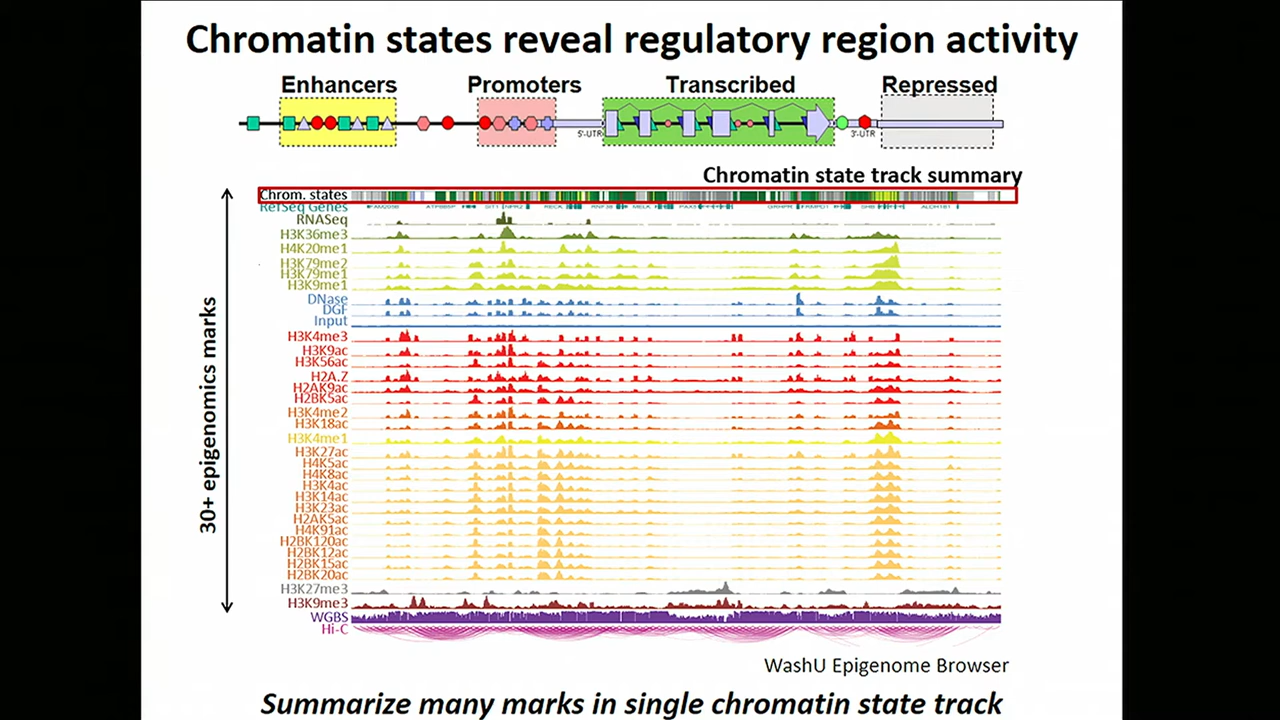 Chromatin states reveal regulatory region activity
Enhancers Promoters Transcribed Repressed
5'-UTR 3'-UTR
Chromatin state track summary
Chrom. states
RefSeq Genes
RNASeq
H3K36me3
H4K20me1
H3K79me2
H3K79me1
H3K9me1
DNase
DGF
Input
H3K4me3
H3K9ac
H3K56ac
H2A.Z
H2AK9ac
H2BK5ac
H3K4me2
H3K18ac
H3K4me1
H3K27ac
H4K5ac
H4K8ac
H3K4ac
H3K14ac
H3K23ac
H2AK5ac
H4K91ac
H2BK120ac
H2BK12ac
H2BK15ac
H2BK20ac
H3K27me3
H3K9me3
WGBS
Hi-C
30+ epigenomics marks
WashU Epigenome Browser
Summarize many marks in single chromatin state track